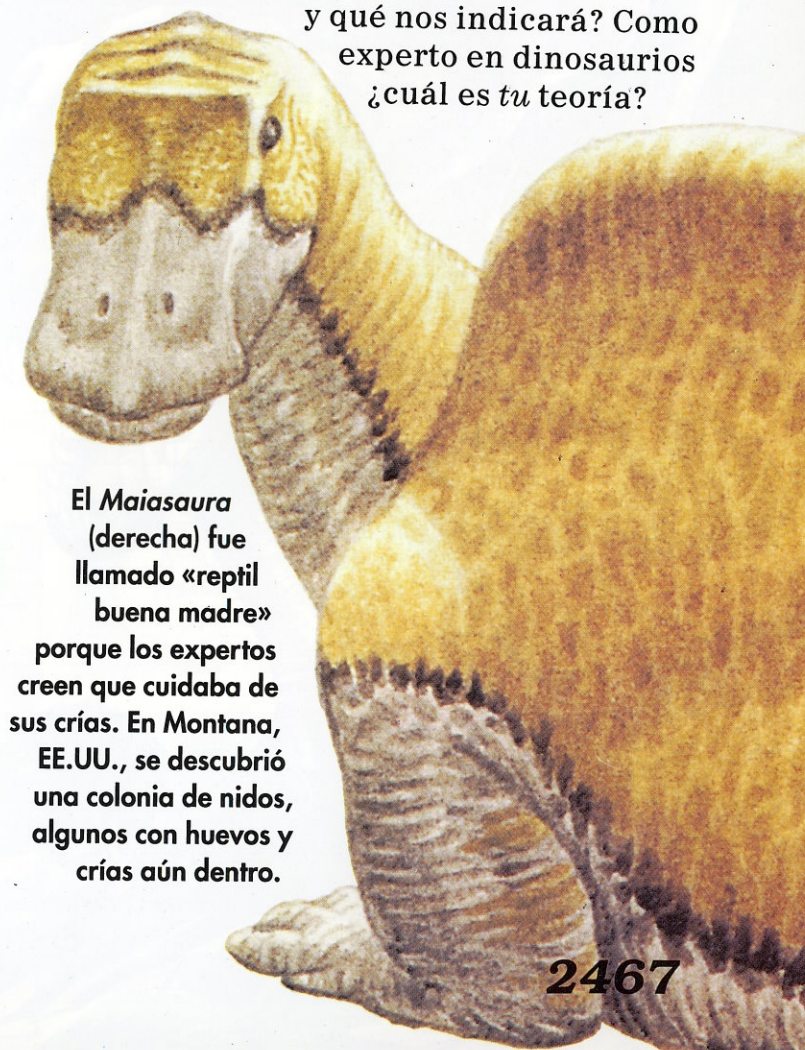 y qué nos indicará? Como
experto en dinosaurios
¿cuál es tu teoría?
El Maiasaura
(derecha) fue
llamado «reptil
buena madre»
porque los expertos
creen que cuidaba de
sus crías. En Montana,
EE.UU., se descubrió
una colonia de nidos,
algunos con huevos y
crías aún dentro.
2467